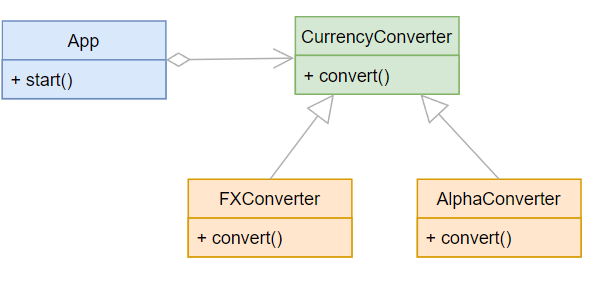 App
+ start()
CurrencyConverter
+ convert()
FXConverter
+ convert()
AlphaConverter
+ convert()